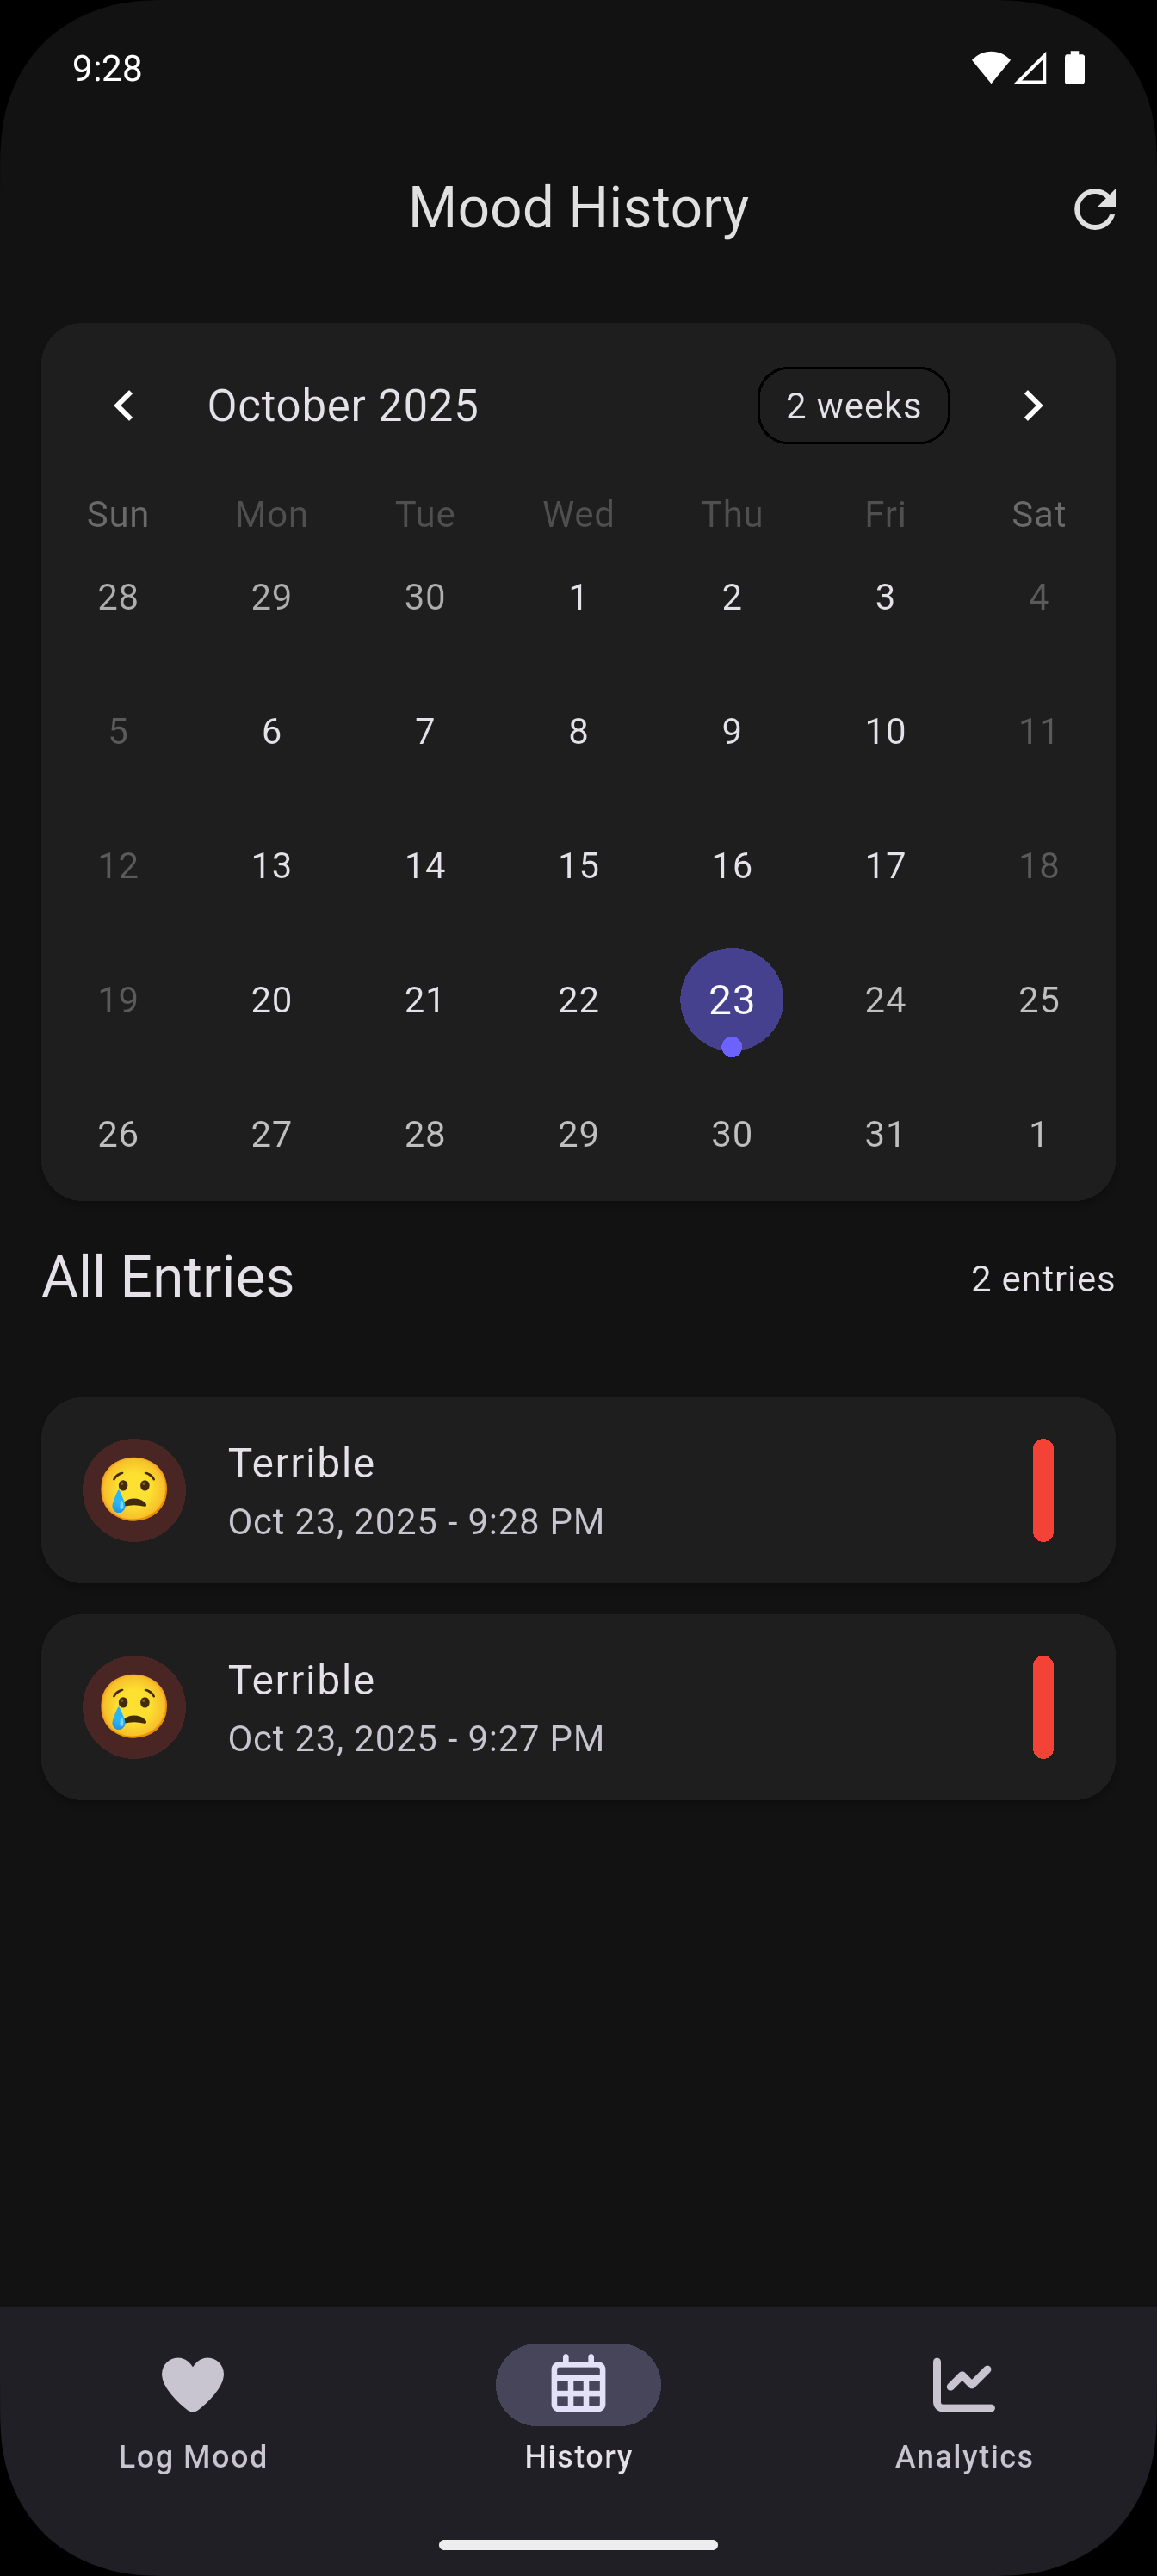 9:28
Mood History
October 2025 2 weeks
Sun Mon Tue Wed Thu Fri Sat
28 29 30 1 2 3 4
5 6 7 8 9 10 11
12 13 14 15 16 17 18
19 20 21 22 23 24 25
26 27 28 29 30 31 1
All Entries 2 entries
Terrible
Oct 23, 2025 - 9:28 PM
Terrible
Oct 23, 2025 - 9:27 PM
Log Mood History Analytics